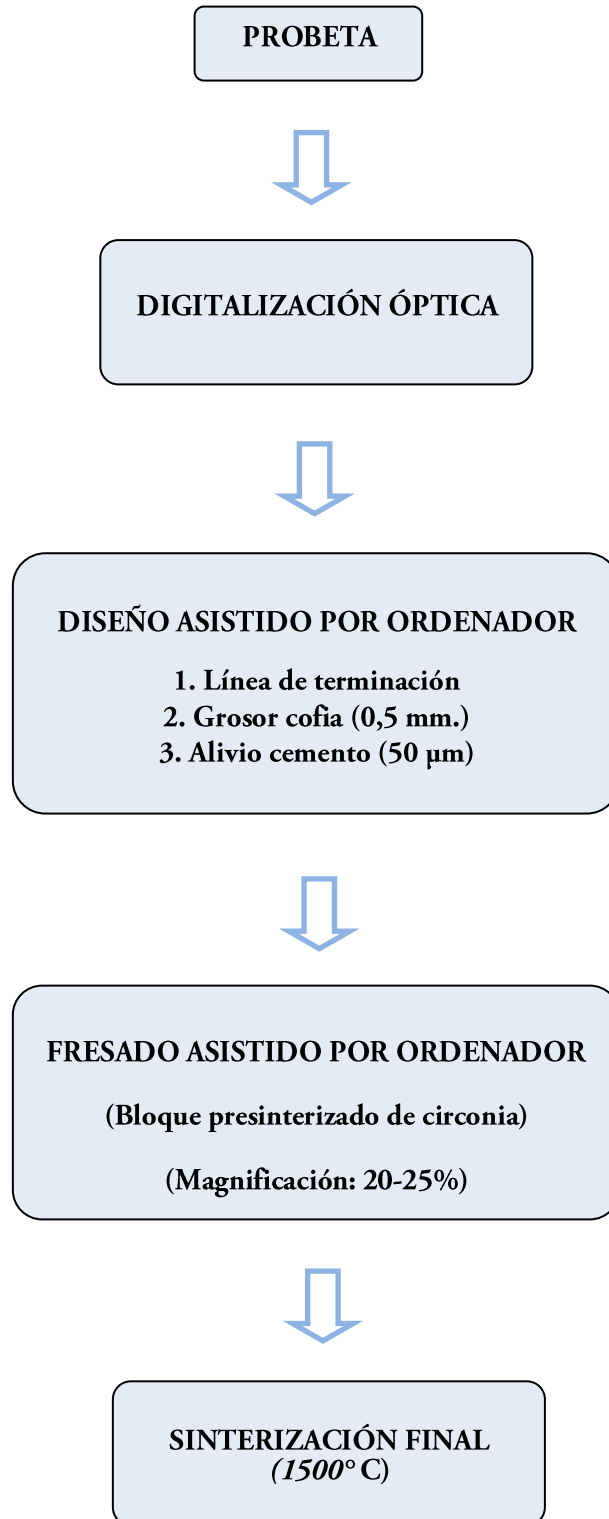 PROBETA
DIGITALIZACIÓN ÓPTICA
DISEÑO ASISTIDO POR ORDENADOR
1. Línea de terminación
2. Grosor cofia (0,5 mm.)
3. Alivio cemento (50 µm)
FRESADO ASISTIDO POR ORDENADOR
(Bloque presinterizado de circonia)
(Magnificación: 20-25%)
SINTERIZACIÓN FINAL
(1500° C)